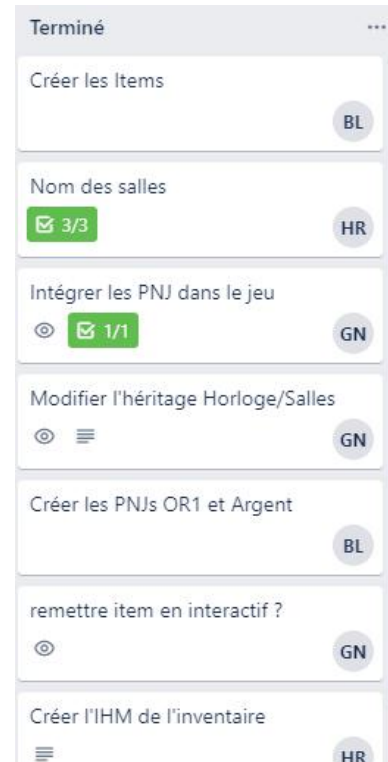 Terminé
Créer les Items
BL
Nom des salles
3/3
HR
Intégrer les PNJ dans le jeu
1/1
GN
Modifier l'héritage Horloge/Salles
GN
Créer les PNJs OR1 et Argent
BL
remettre item en interactif ?
GN
Créer l'IHM de l'inventaire
HR